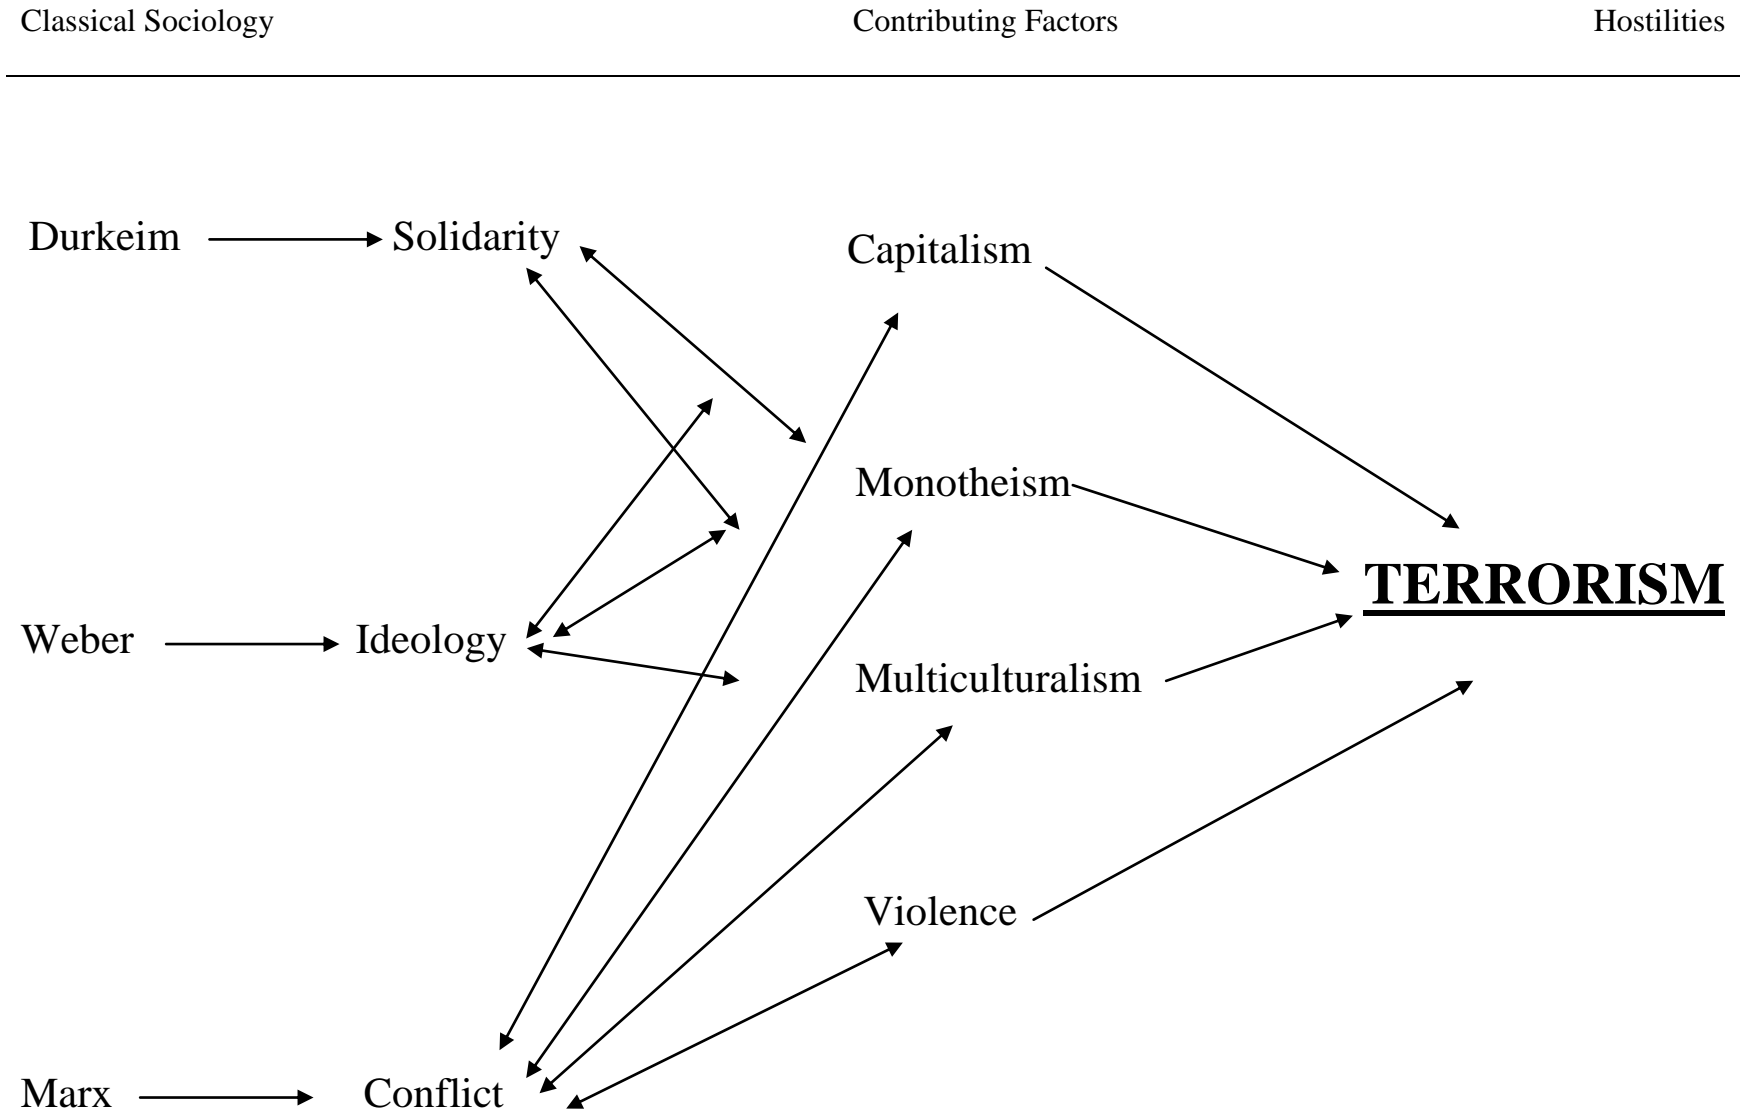 Classical Sociology Contributing Factors Hostilities
Durkeim Solidarity Capitalism
Monotheism
TERRORISM
Weber Ideology Multiculturalism
Violence
Marx Conflict